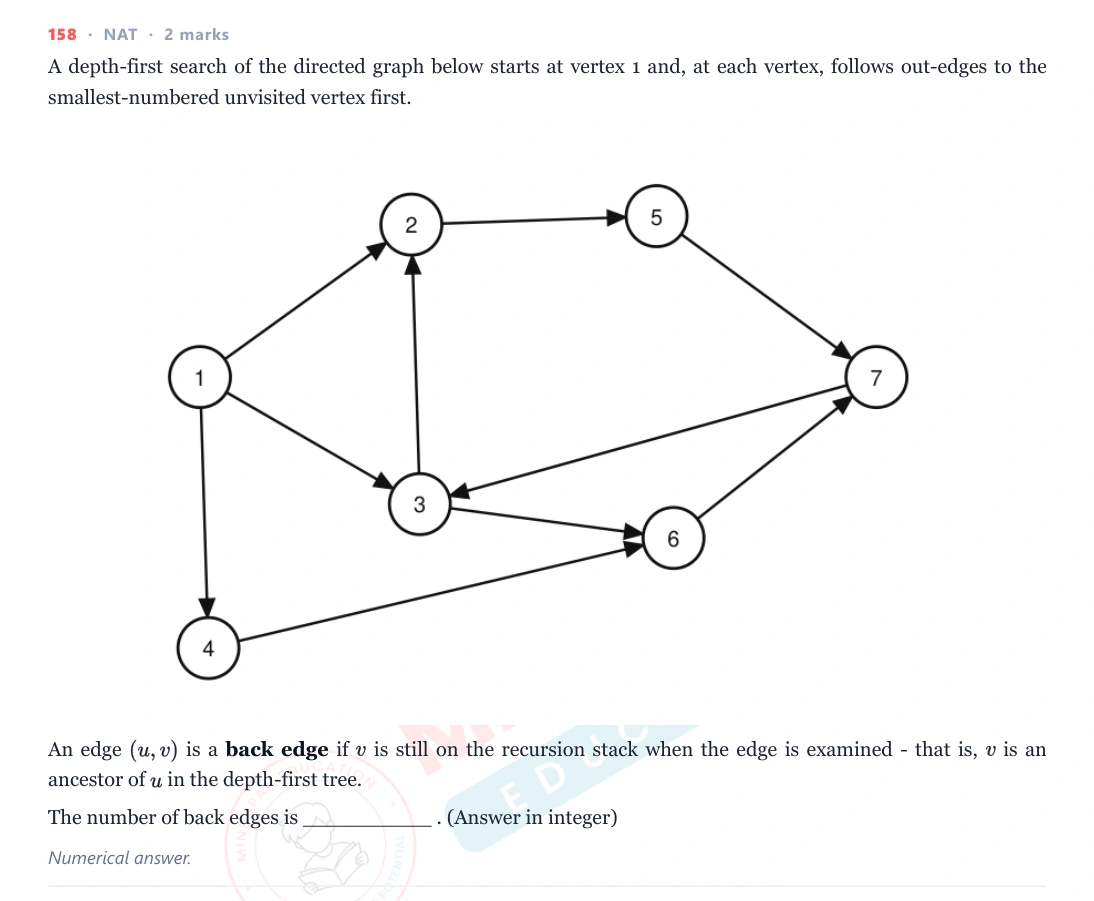 158 · NAT · 2 marks
A depth-first search of the directed graph below starts at vertex 1 and, at each vertex, follows out-edges to the
smallest-numbered unvisited vertex first.
2
5
1
7
3
6
4
An edge (u, v) is a back edge if v is still on the recursion stack when the edge is examined - that is, v is an
ancestor of u in the depth-first tree.
The number of back edges is ____________ . (Answer in integer)
Numerical answer.